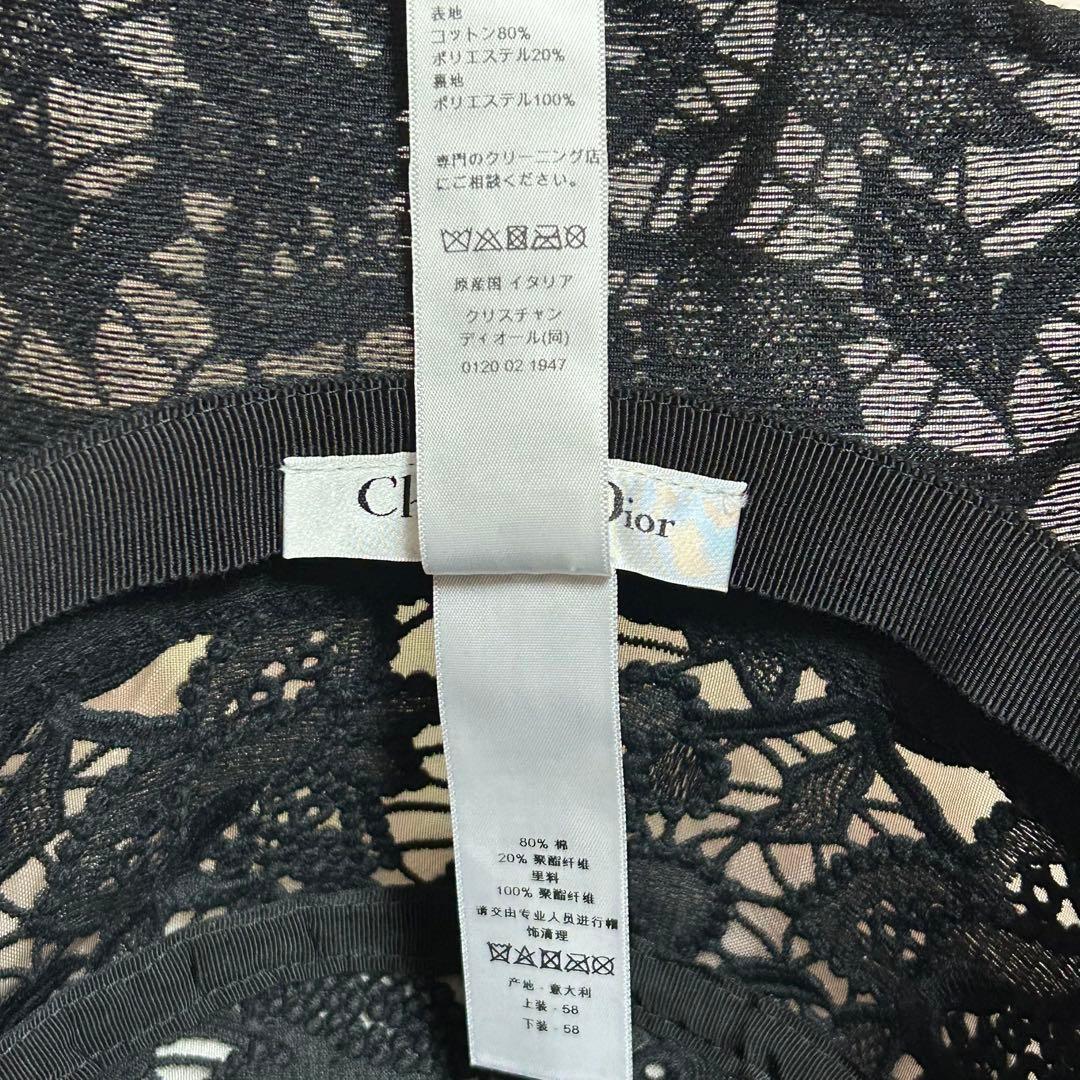 表地
コットン80%
ポリエステル20%
裏地
ポリエステル100%
専門のクリーニング店
にご相談ください。
原産国 イタリア
クリスチャン
ディオール(同)
0120 02 1947
Dior
80% 棉
20% 聚酯纤维
里料
100% 聚酯纤维
请交由专业人员进行帽
饰清理
产地 - 意大利
上装 - 58
下装 - 58